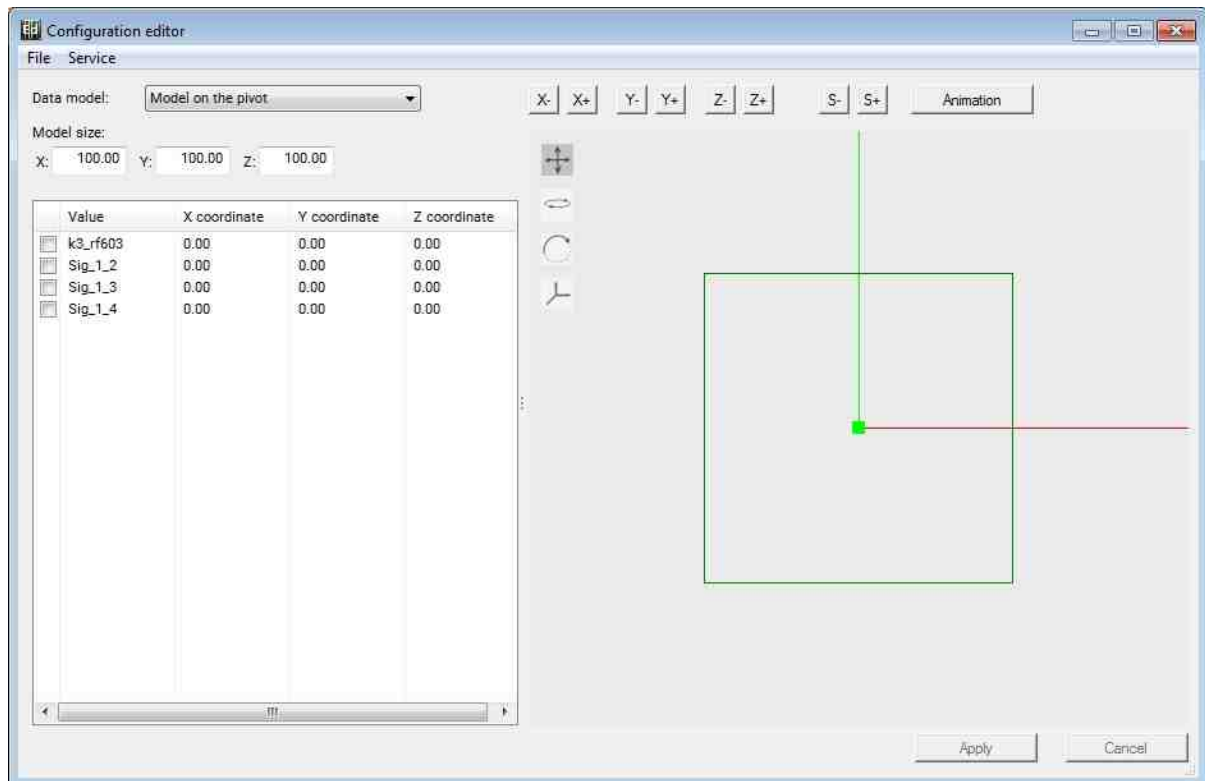 Configuration editor
File Service
Data model: Model on the pivot
X- X+ Y- Y+ Z- Z+ S- S+ Animation
Model size:
X: 100.00 Y: 100.00 Z: 100.00
Value X coordinate Y coordinate Z coordinate
k3_rf603 0.00 0.00 0.00
Sig_1_2 0.00 0.00 0.00
Sig_1_3 0.00 0.00 0.00
Sig_1_4 0.00 0.00 0.00
Apply Cancel